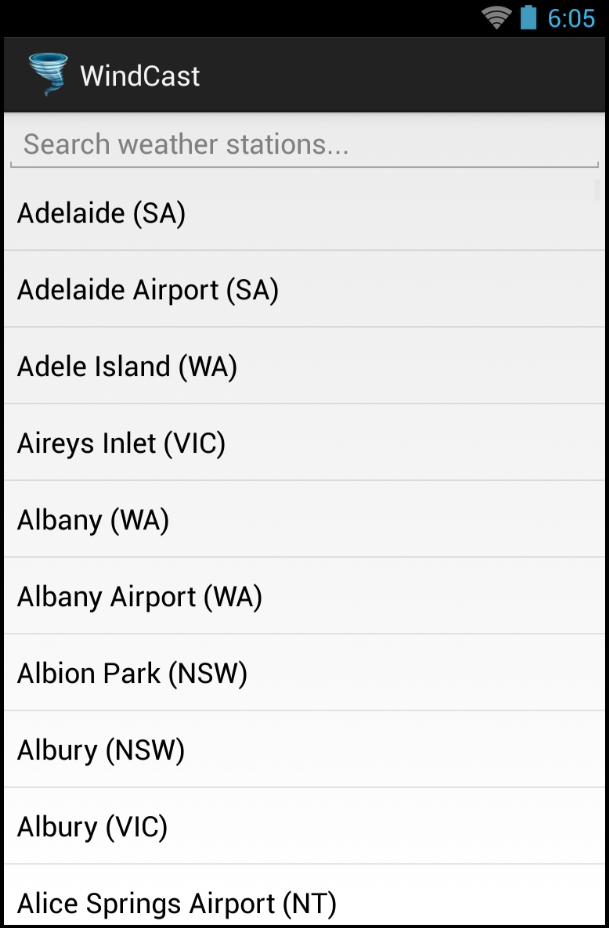 6:05
WindCast
Search weather stations...
Adelaide (SA)
Adelaide Airport (SA)
Adele Island (WA)
Aireys Inlet (VIC)
Albany (WA)
Albany Airport (WA)
Albion Park (NSW)
Albury (NSW)
Albury (VIC)
Alice Springs Airport (NT)